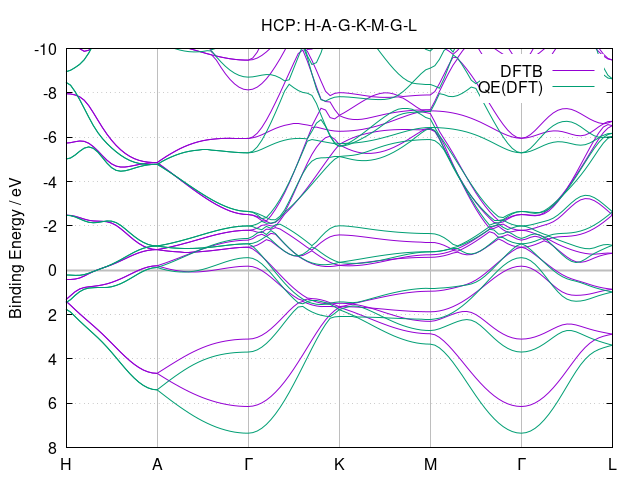 HCP: H-A-G-K-M-G-L
DFTB
QE(DFT)
Binding Energy / eV
-10
-8
-6
-4
-2
0
2
4
6
8
H A Γ K M Γ L